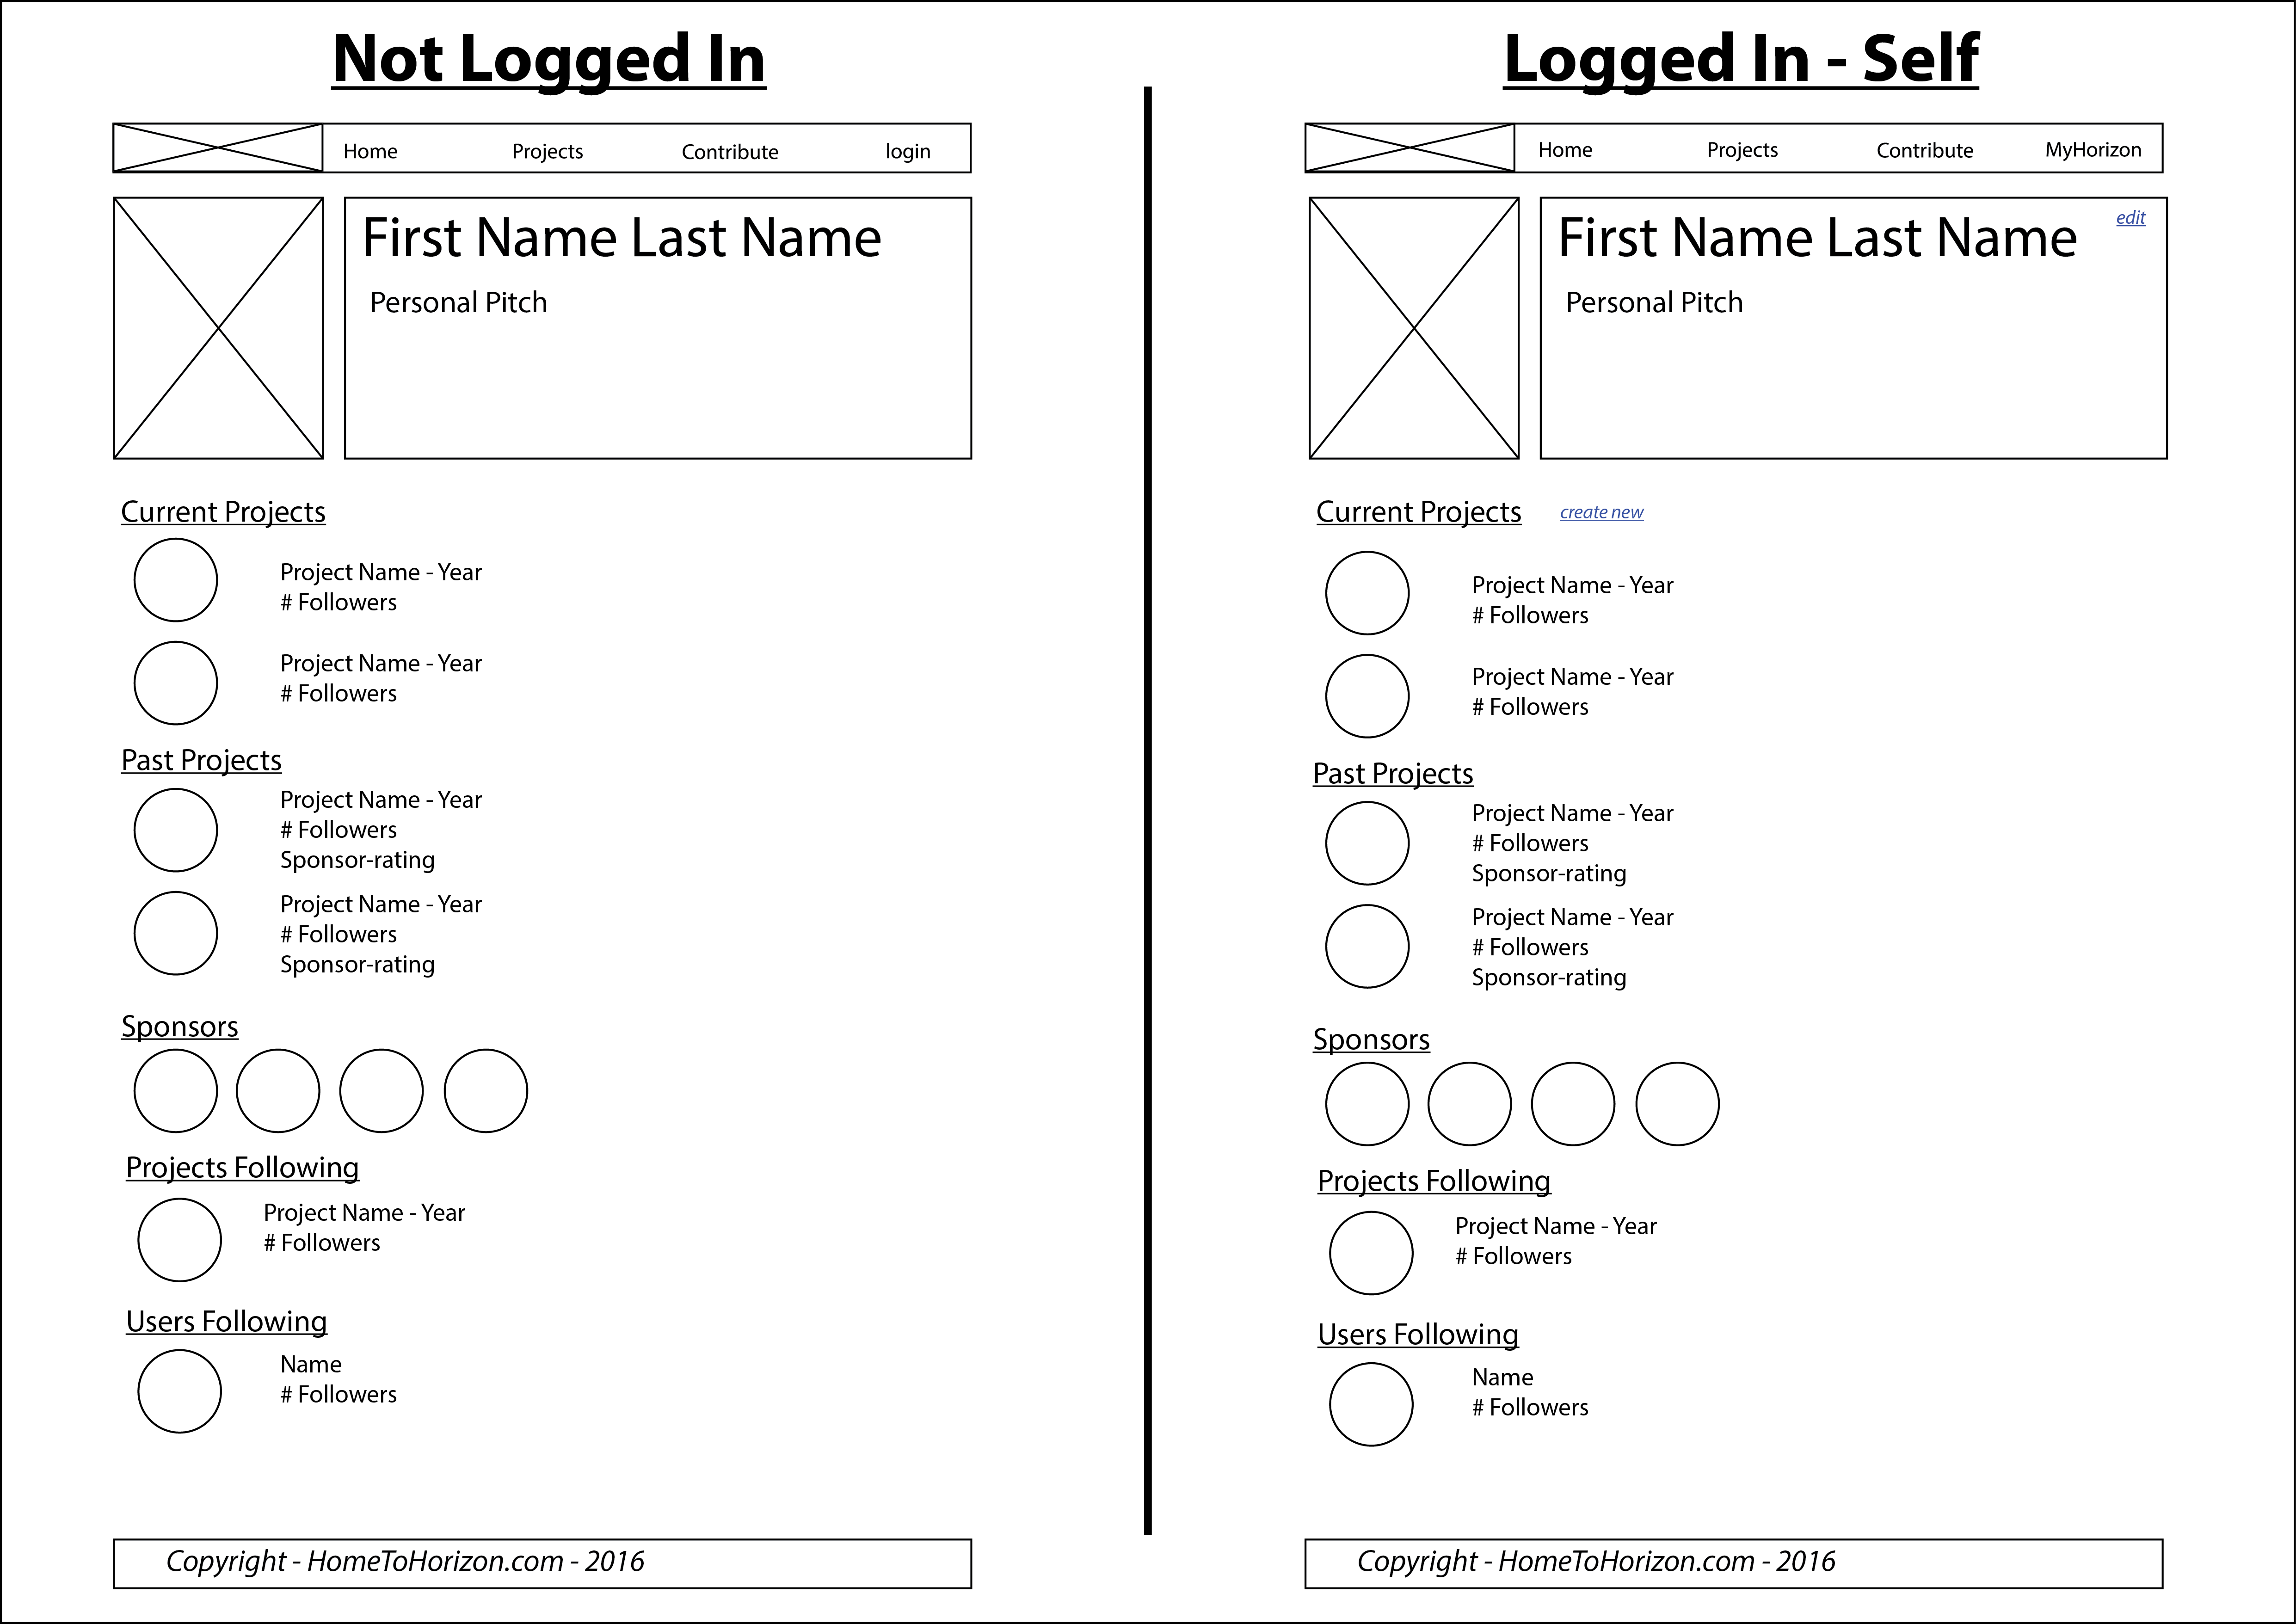 Not Logged In
Home Projects Contribute login
First Name Last Name
Personal Pitch
Current Projects
Project Name - Year
# Followers
Project Name - Year
# Followers
Past Projects
Project Name - Year
# Followers
Sponsor-rating
Project Name - Year
# Followers
Sponsor-rating
Sponsors
Projects Following
Project Name - Year
# Followers
Users Following
Name
# Followers
Copyright - HomeToHorizon.com - 2016
Logged In - Self
Home Projects Contribute MyHorizon
First Name Last Name edit
Personal Pitch
Current Projects create new
Project Name - Year
# Followers
Project Name - Year
# Followers
Past Projects
Project Name - Year
# Followers
Sponsor-rating
Project Name - Year
# Followers
Sponsor-rating
Sponsors
Projects Following
Project Name - Year
# Followers
Users Following
Name
# Followers
Copyright - HomeToHorizon.com - 2016